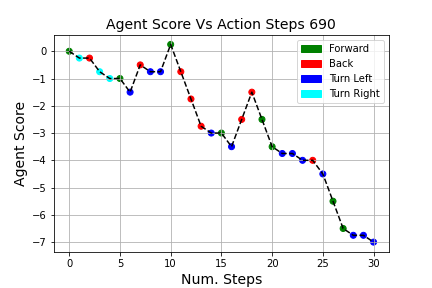 Agent Score Vs Action Steps 690
Forward
Back
Turn Left
Turn Right
Agent Score
0
−1
−2
−3
−4
−5
−6
−7
0 5 10 15 20 25 30
Num. Steps